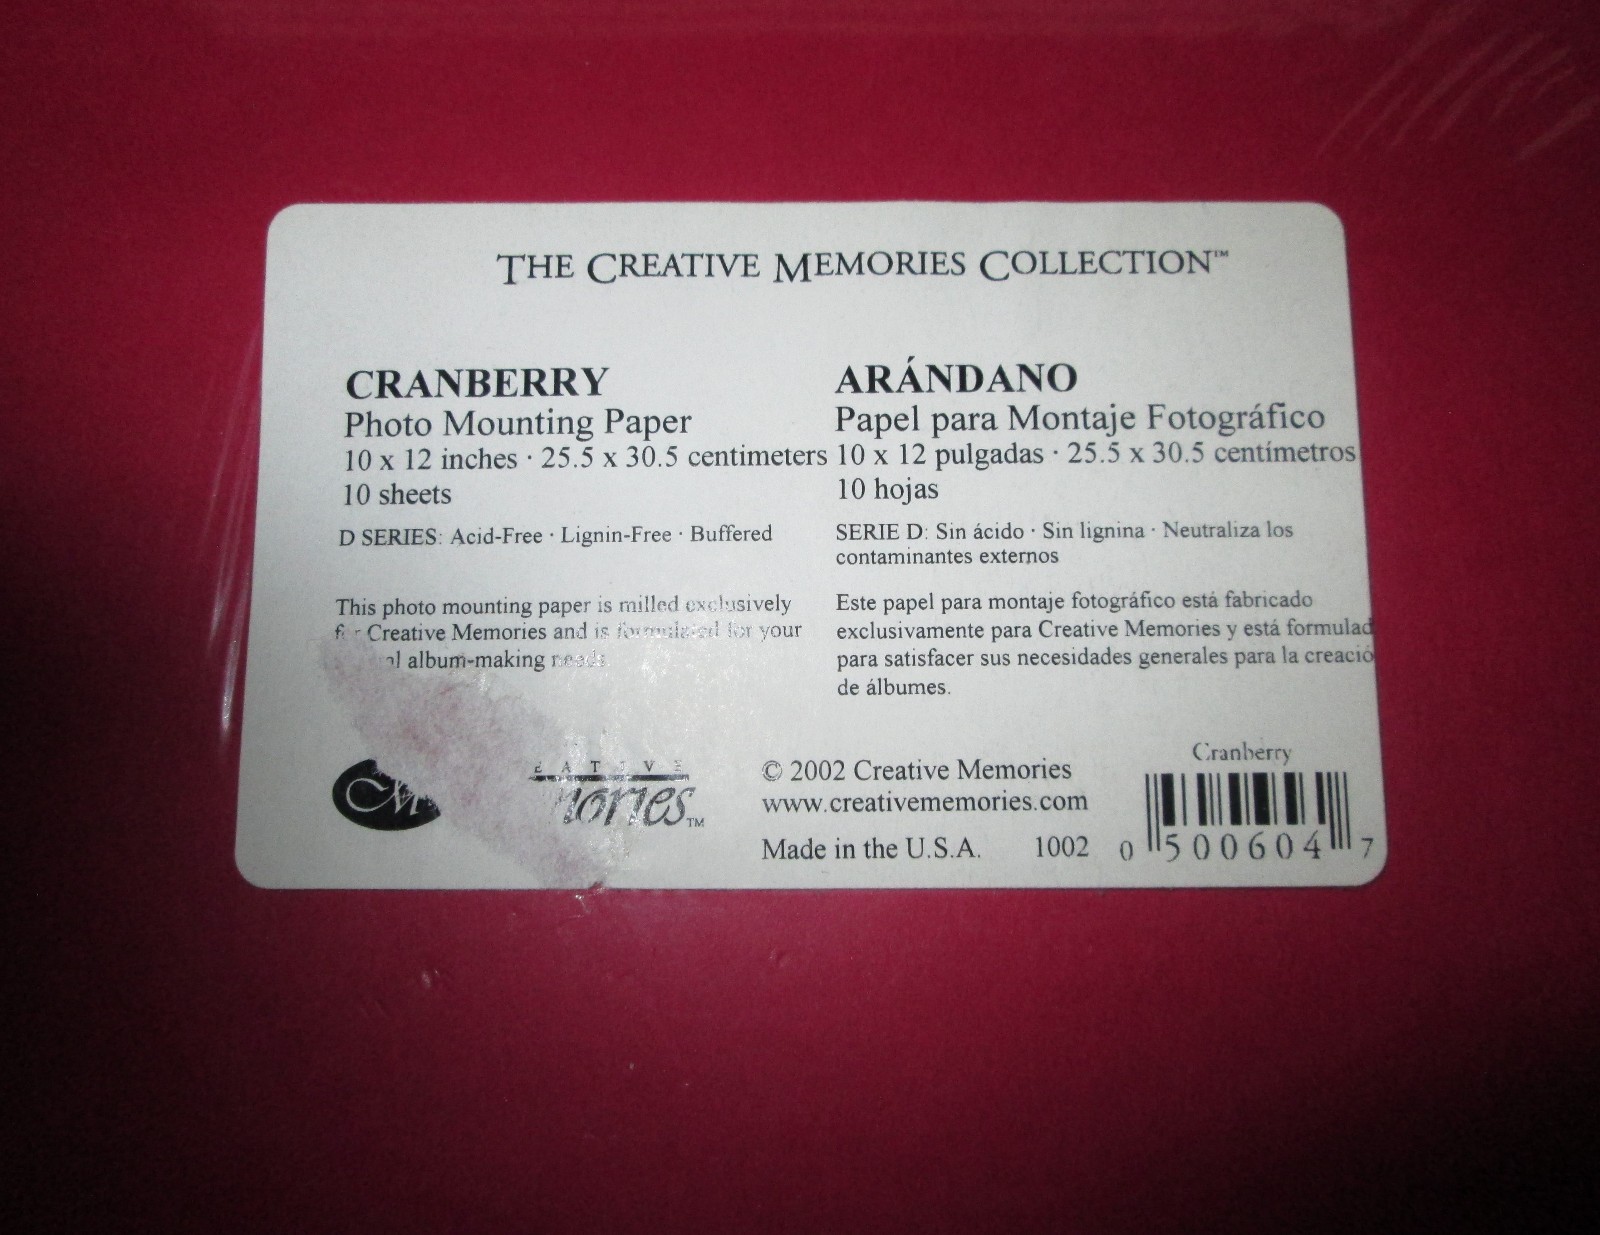 THE CREATIVE MEMORIES COLLECTION™
CRANBERRY
Photo Mounting Paper
10 x 12 inches · 25.5 x 30.5 centimeters
10 sheets
D SERIES: Acid-Free · Lignin-Free · Buffered
This photo mounting paper is milled exclusively
Creative Memories and is formulated for your
album-making needs
ARÁNDANO
Papel para Montaje Fotográfico
10 x 12 pulgadas · 25.5 x 30.5 centímetros
10 hojas
SERIE D: Sin ácido · Sin lignina · Neutraliza los
contaminantes externos
Este papel para montaje fotográfico está fabricado
exclusivamente para Creative Memories y está formulad
para satisfacer sus necesidades generales para la creació
de álbumes.
CM
© 2002 Creative Memories
www.creativememories.com
Made in the U.S.A. 1002
Cranberry
0 500604 7